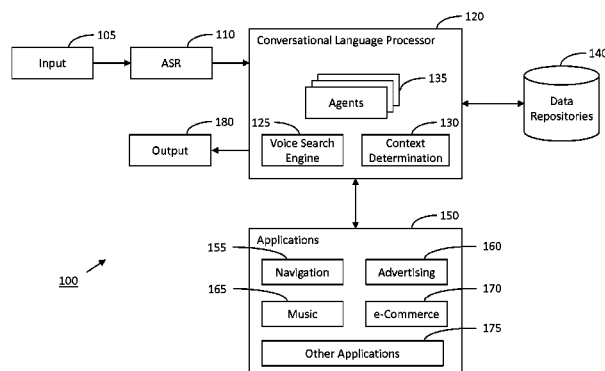 105
110
120
Conversational Language Processor
140
Input
ASR
135
Agents
Data
Repositories
180
125
130
Output
Voice Search
Engine
Context
Determination
150
Applications
155
160
Navigation
Advertising
165
170
100
Music
e-Commerce
175
Other Applications